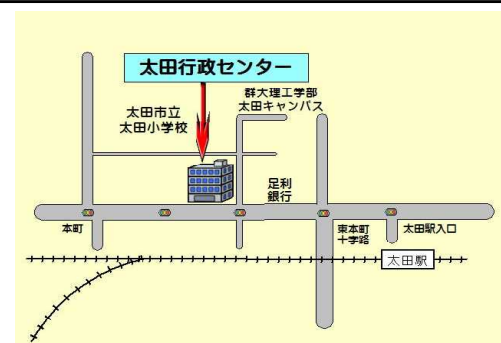 太田行政センター
群大理工学部
太田キャンパス
太田市立
太田小学校
足利
銀行
本町
東本町
十字路
太田駅入口
太田駅